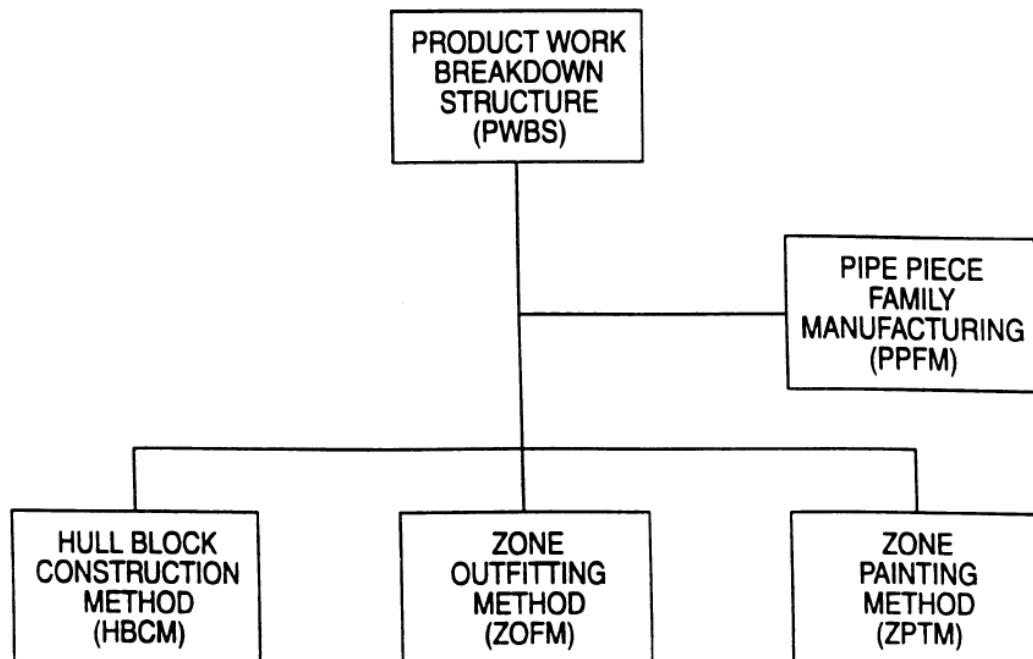 PRODUCT WORK
BREAKDOWN
STRUCTURE
(PWBS)
PIPE PIECE
FAMILY
MANUFACTURING
(PPFM)
HULL BLOCK
CONSTRUCTION
METHOD
(HBCM)
ZONE
OUTFITTING
METHOD
(ZOFM)
ZONE
PAINTING
METHOD
(ZPTM)